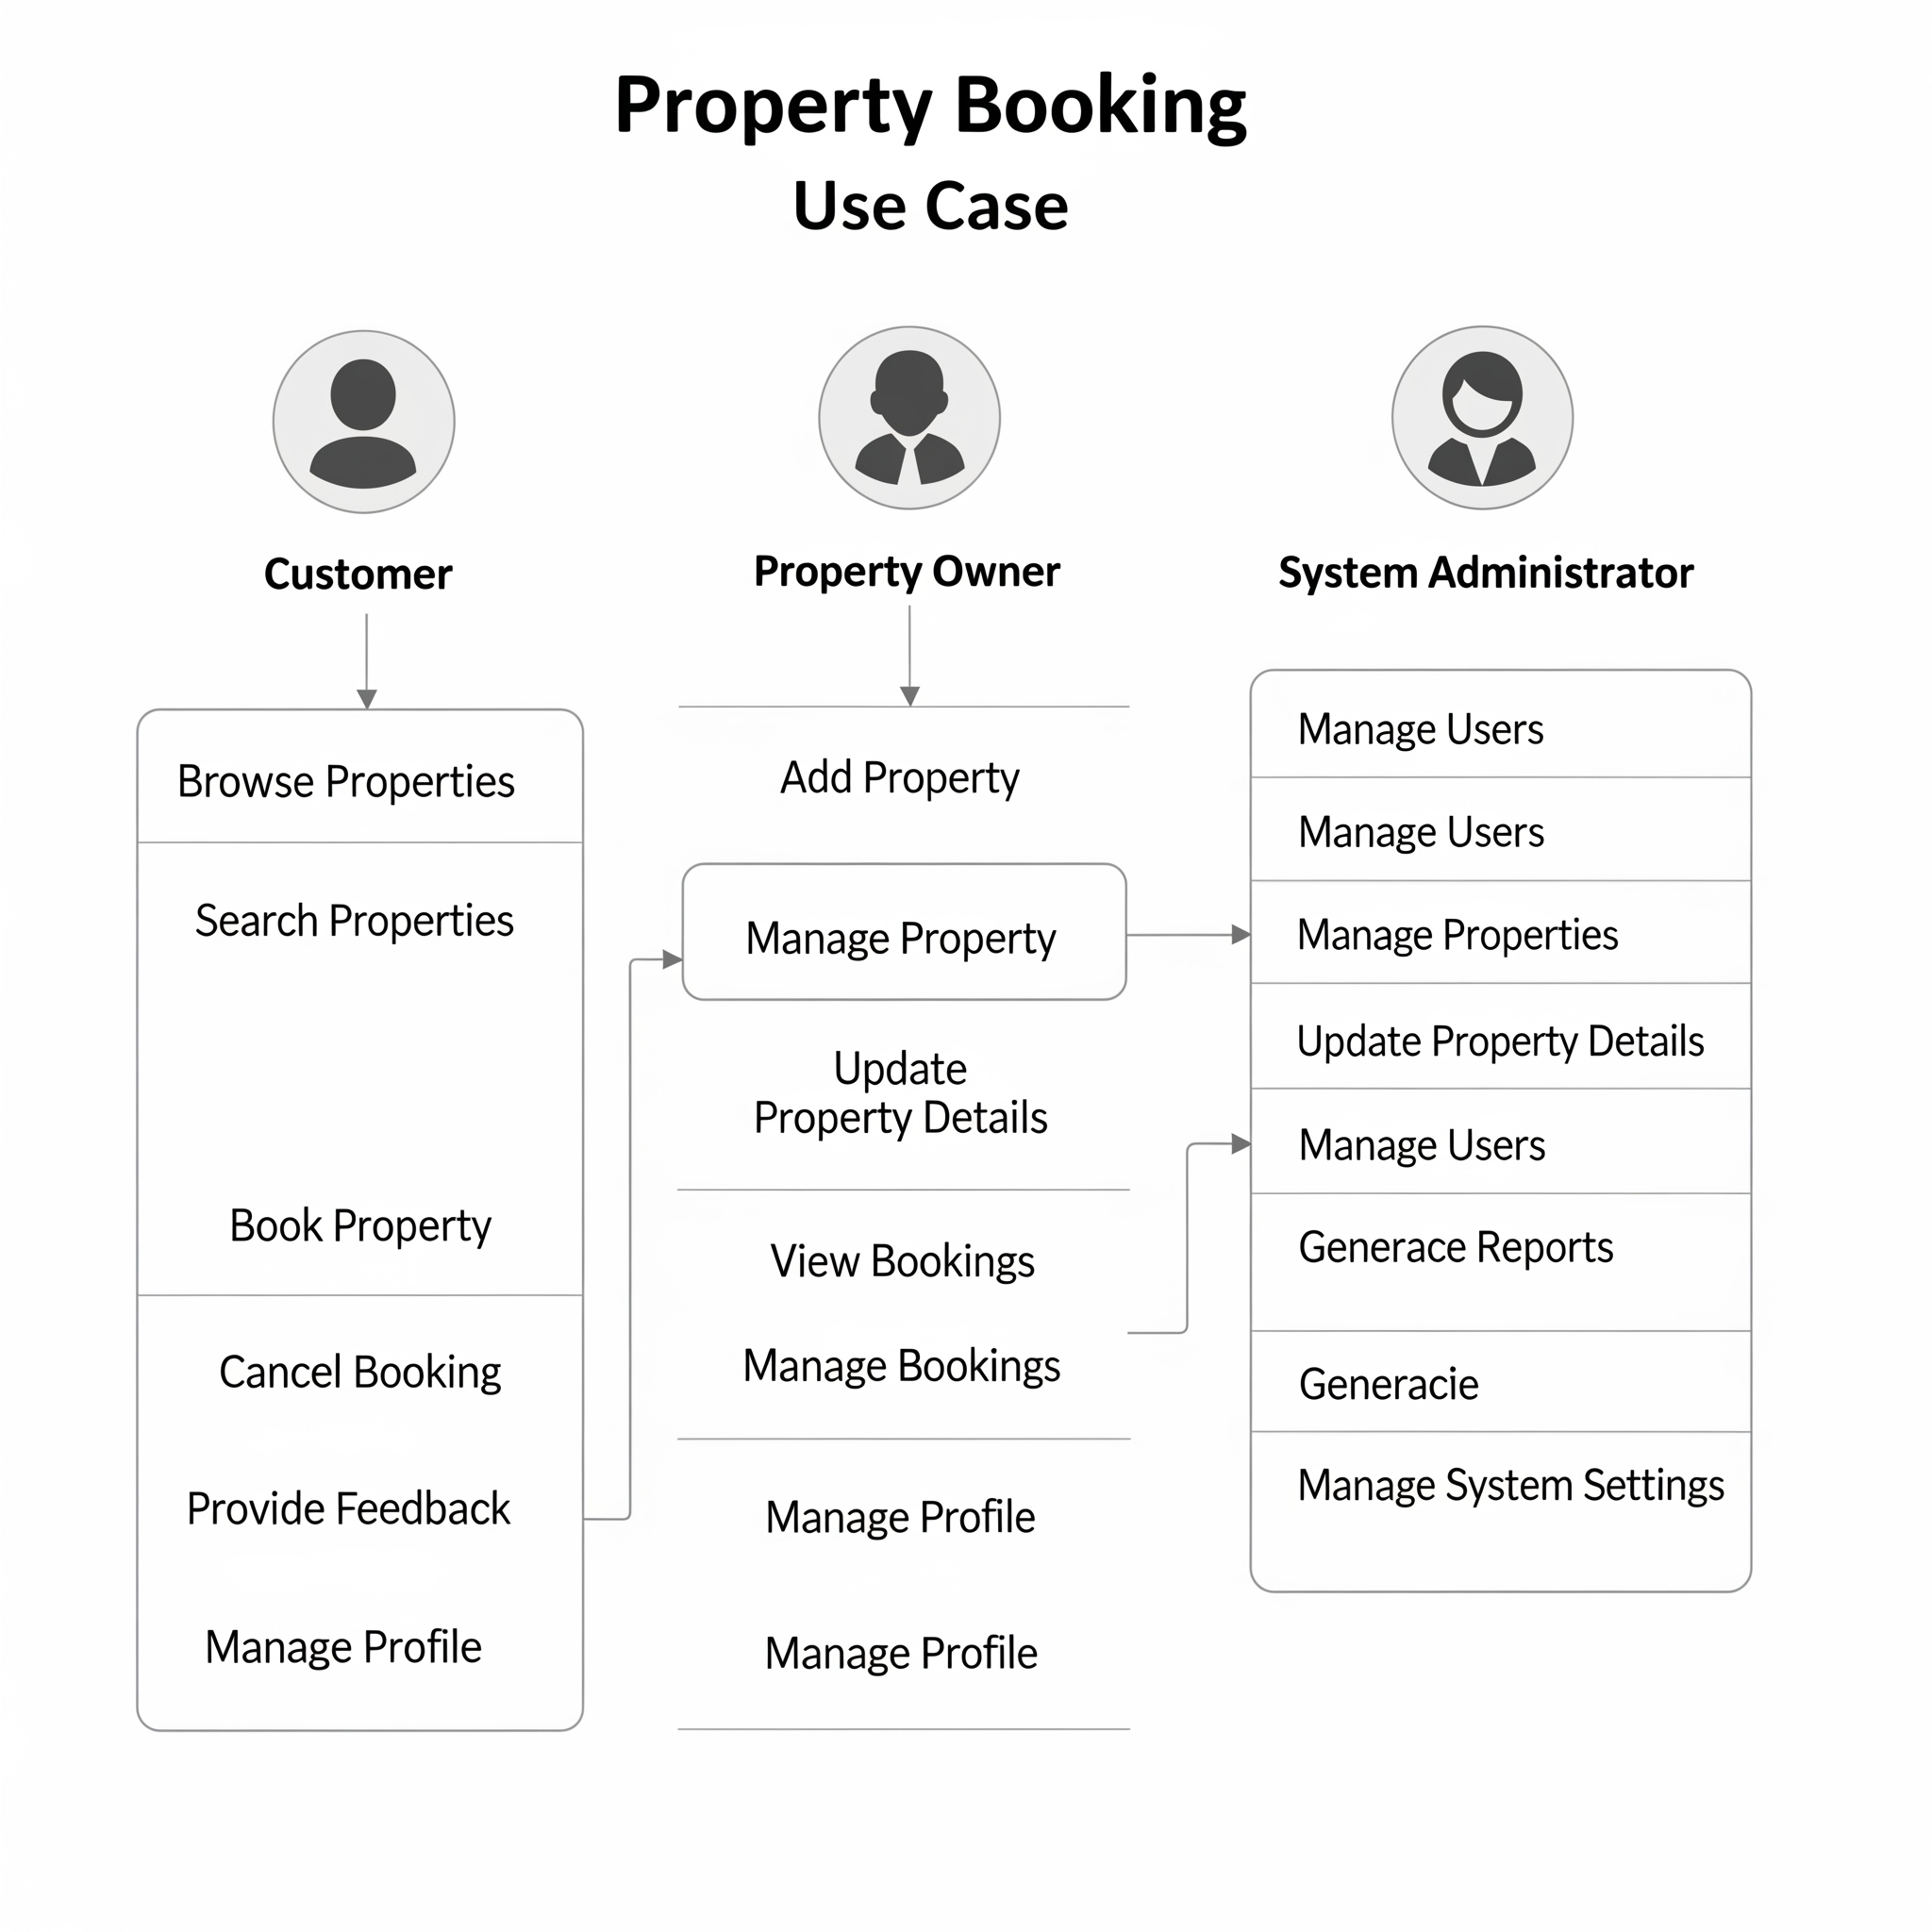 Property Booking
Use Case
Customer
Browse Properties
Search Properties
Book Property
Cancel Booking
Provide Feedback
Manage Profile
Property Owner
Add Property
Manage Property
Update
Property Details
View Bookings
Manage Bookings
Manage Profile
Manage Profile
System Administrator
Manage Users
Manage Users
Manage Properties
Update Property Details
Manage Users
Generace Reports
Generacie
Manage System Settings